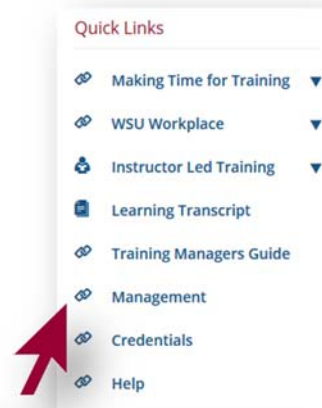 Quick Links
Making Time for Training
WSU Workplace
Instructor Led Training
Learning Transcript
Training Managers Guide
Management
Credentials
Help